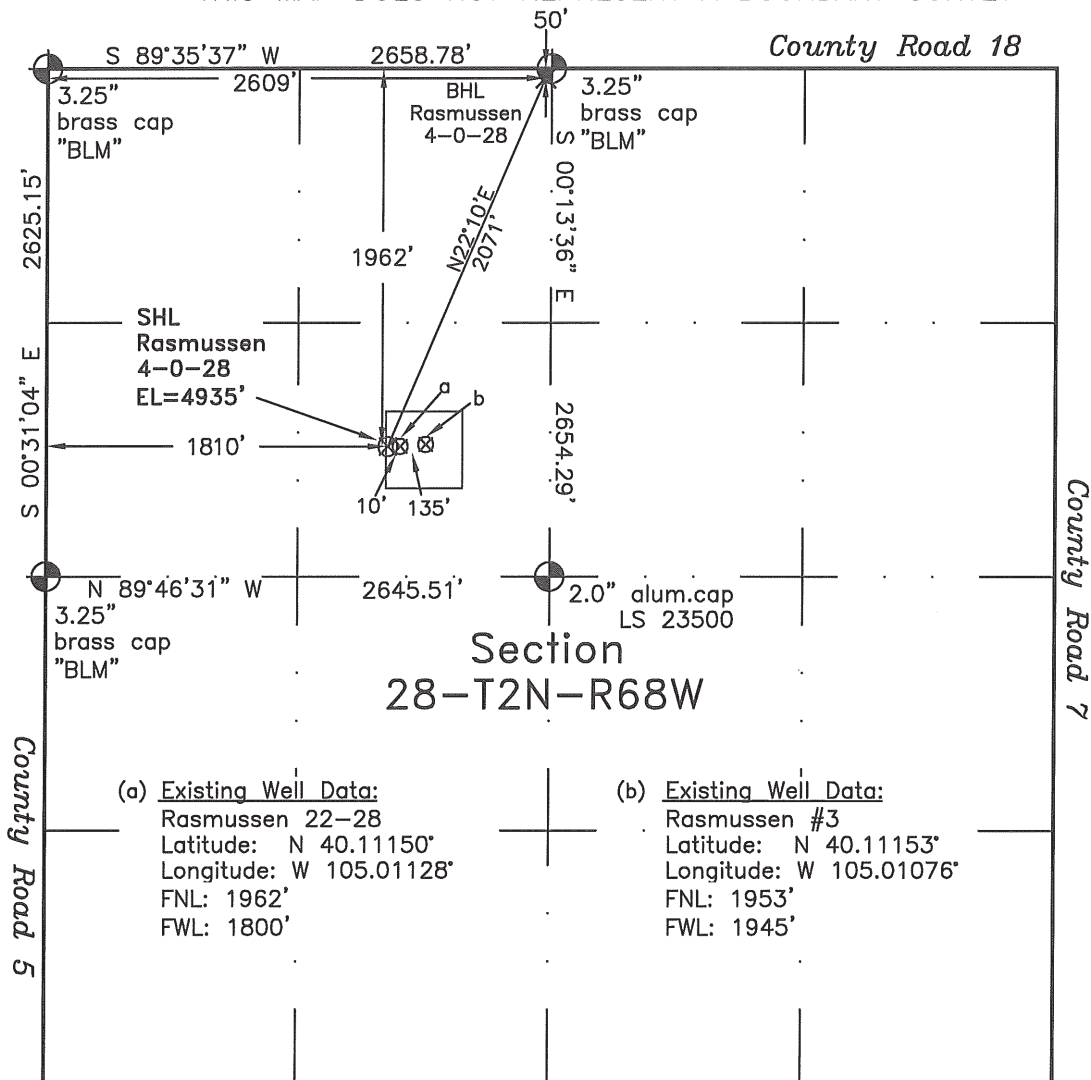 50'
S 89°35'37" W 2658.78' County Road 18
2609'
3.25"
brass cap
"BLM"
BHL
Rasmussen
4-0-28
3.25"
brass cap
"BLM"
S 00°13'36" E
2654.29'
2625.15'
S 00°31'04" E
1962'
N22°10'E
2071'
SHL
Rasmussen
4-0-28
EL=4935'
a
b
1810'
10'
135'
N 89°46'31" W 2645.51'
3.25"
brass cap
"BLM"
2.0" alum.cap
LS 23500
Section
28-T2N-R68W
County Road 7
County Road 5
(a) Existing Well Data:
Rasmussen 22-28
Latitude: N 40.11150°
Longitude: W 105.01128°
FNL: 1962'
FWL: 1800'
(b) Existing Well Data:
Rasmussen #3
Latitude: N 40.11153°
Longitude: W 105.01076°
FNL: 1953'
FWL: 1945'